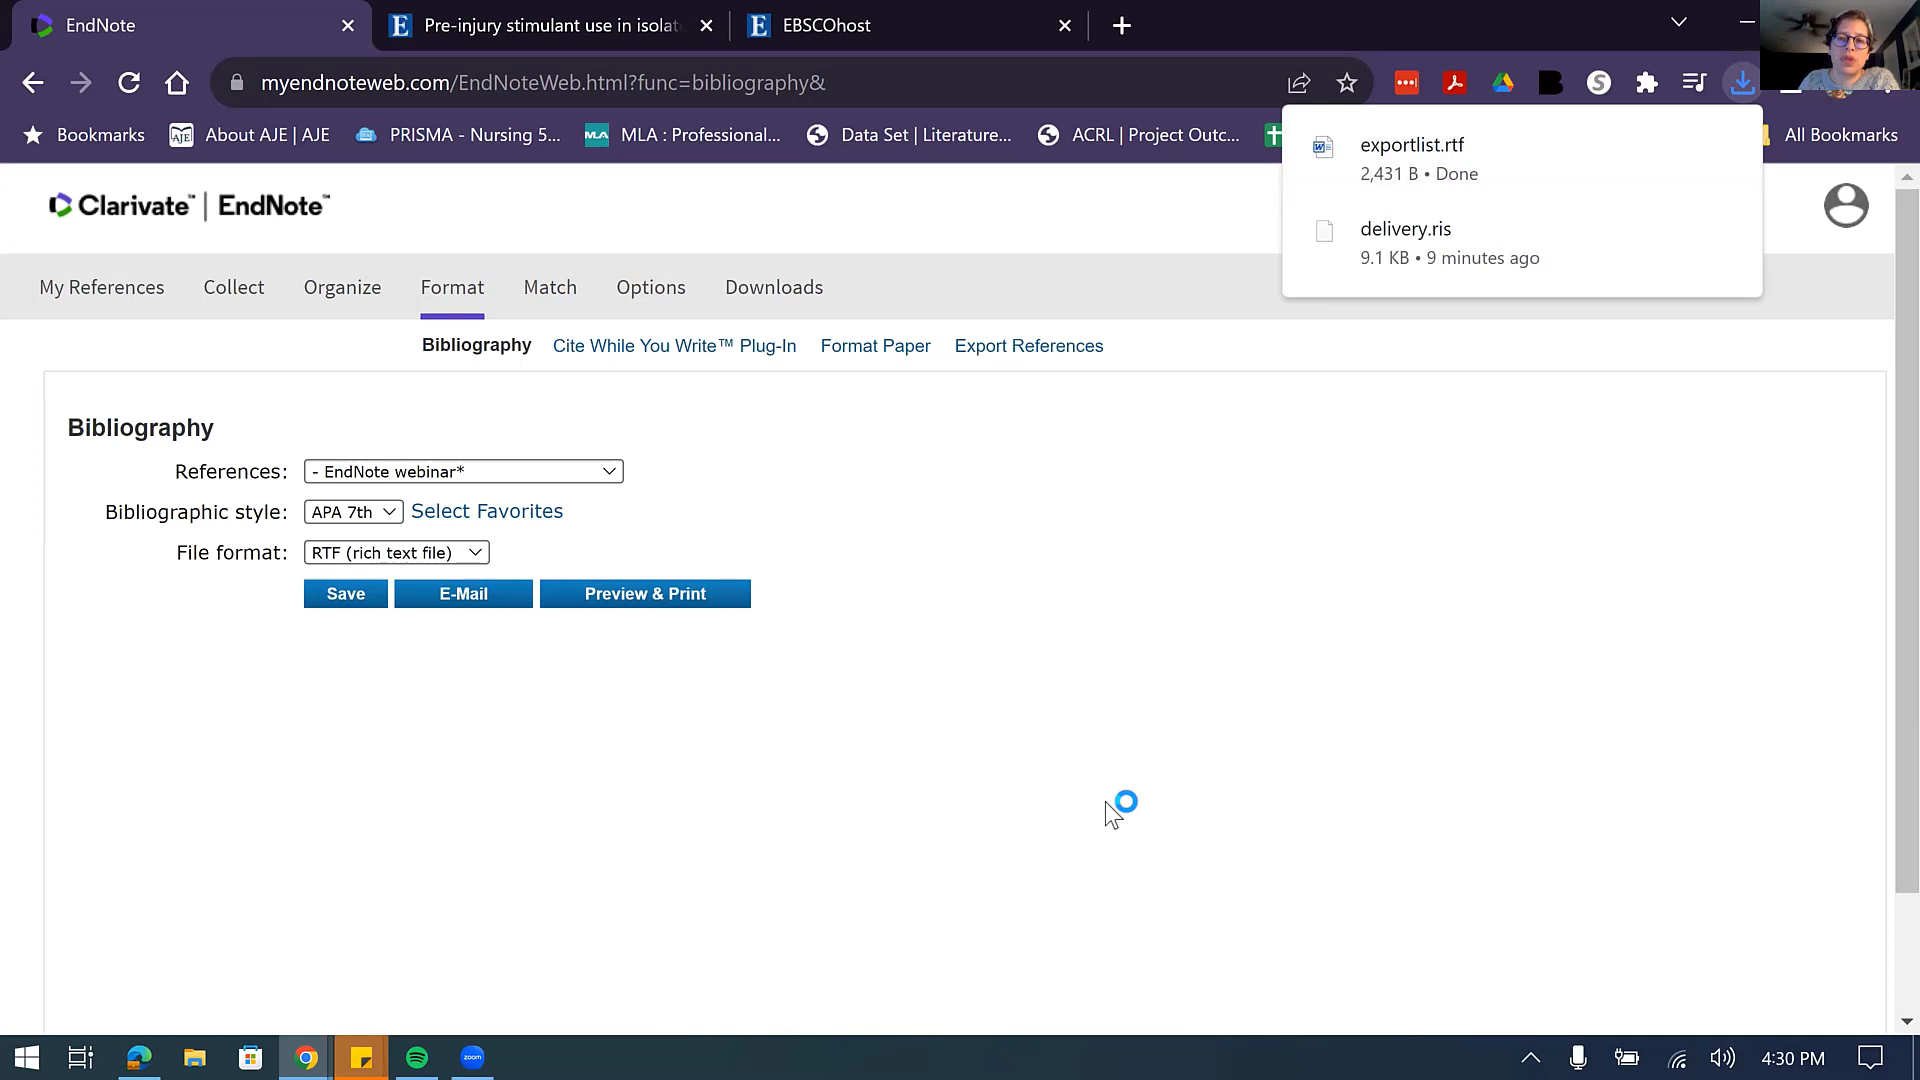 EndNote
Pre-injury stimulant use in isolat
EBSCOhost
myendnoteweb.com/EndNoteWeb.html?func=bibliography&
Bookmarks
About AJE | AJE
PRISMA - Nursing 5...
MLA : Professional...
Data Set | Literature...
ACRL | Project Outc...
All Bookmarks
exportlist.rtf
2,431 B • Done
delivery.ris
9.1 KB • 9 minutes ago
Clarivate™ | EndNote™
My References
Collect
Organize
Format
Match
Options
Downloads
Bibliography
Cite While You Write™ Plug-In
Format Paper
Export References
Bibliography
References: - EndNote webinar*
Bibliographic style: APA 7th Select Favorites
File format: RTF (rich text file)
Save E-Mail Preview & Print
zoom
4:30 PM